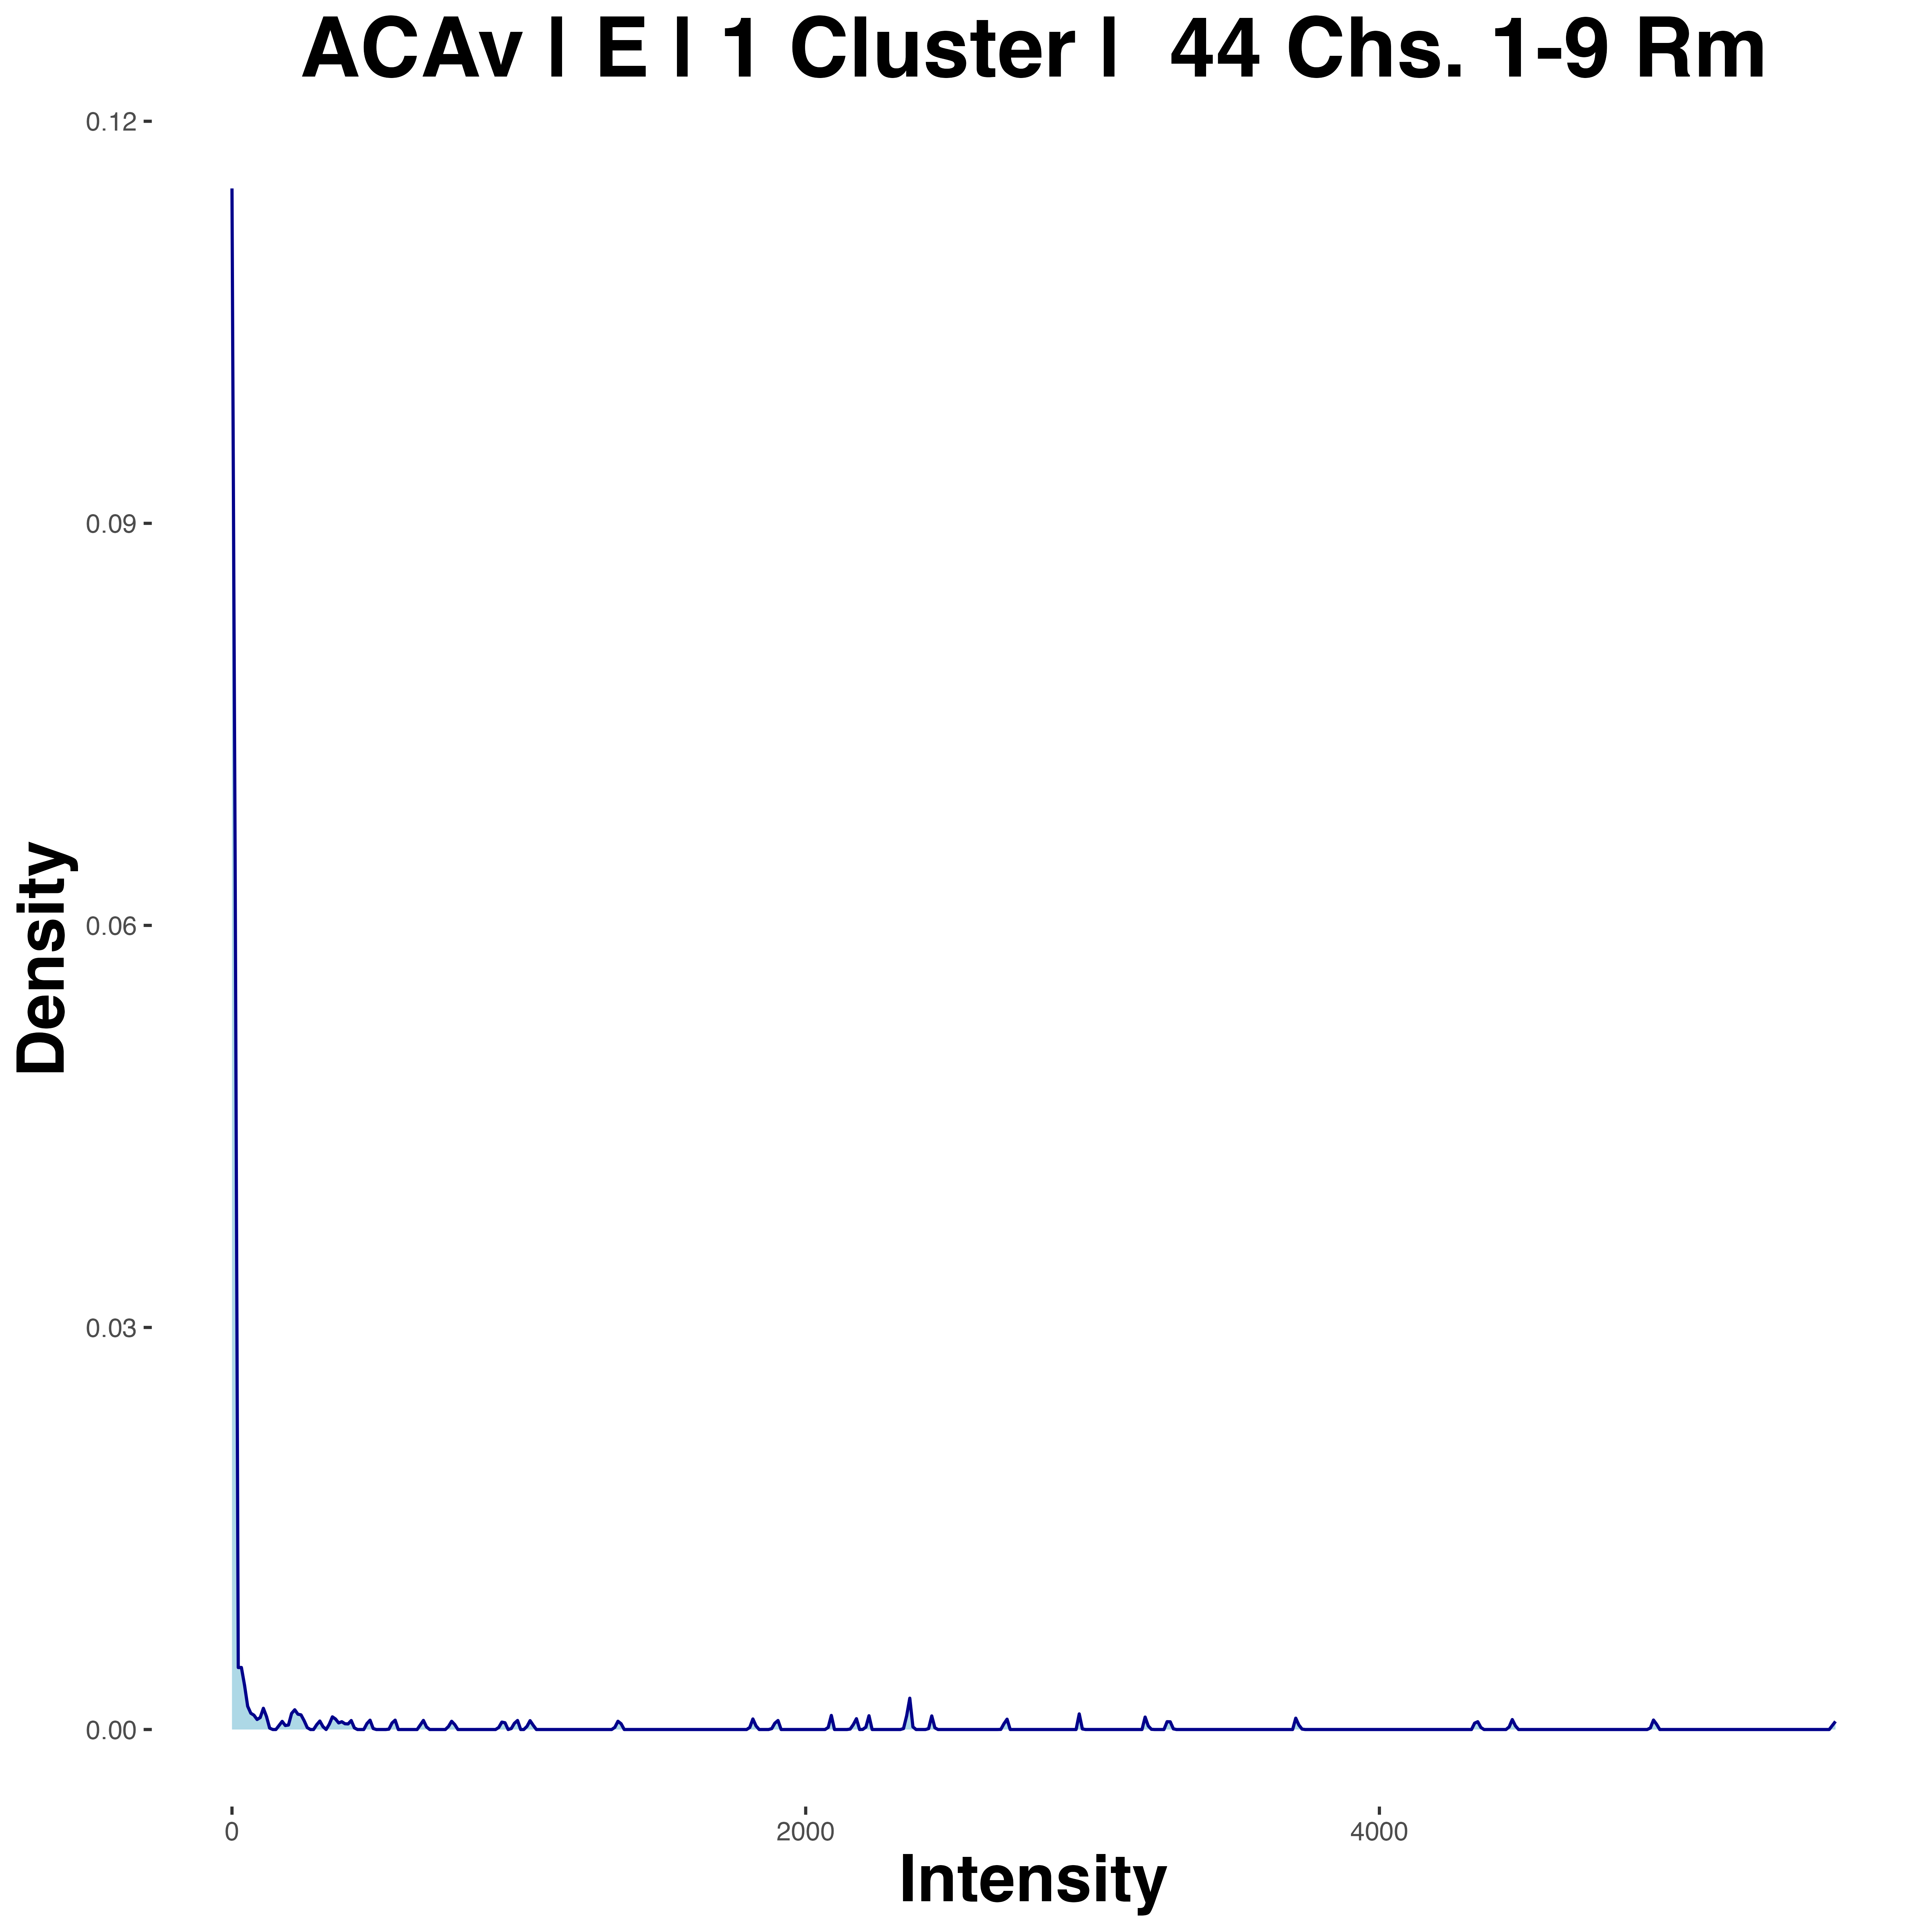 ACAv | E | 1 Cluster |  44 Chs. 1-9 Rm
0.12
0.09
0.06
0.03
0.00
Density
0
2000
4000
Intensity